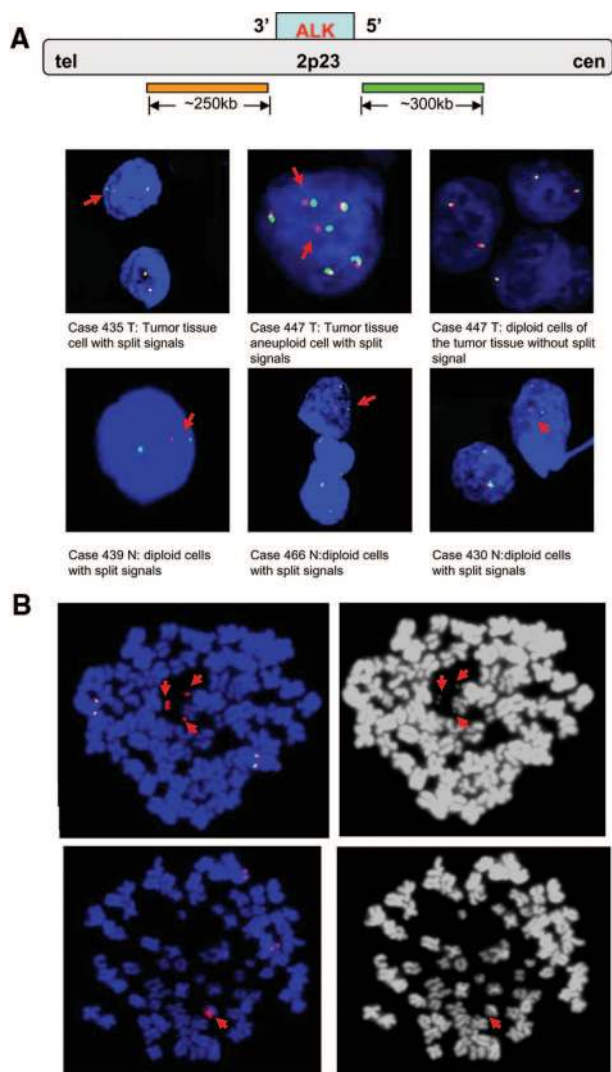 A
3’ ALK 5’
tel 2p23 cen
~250kb ~300kb
Case 435 T: Tumor tissue
cell with split signals
Case 447 T: Tumor tissue
aneuploid cell with split
signals
Case 447 T: diploid cells of
the tumor tissue without split
signal
Case 439 N: diploid cells
with split signals
Case 466 N:diploid cells
with split signals
Case 430 N:diploid cells
with split signals
B